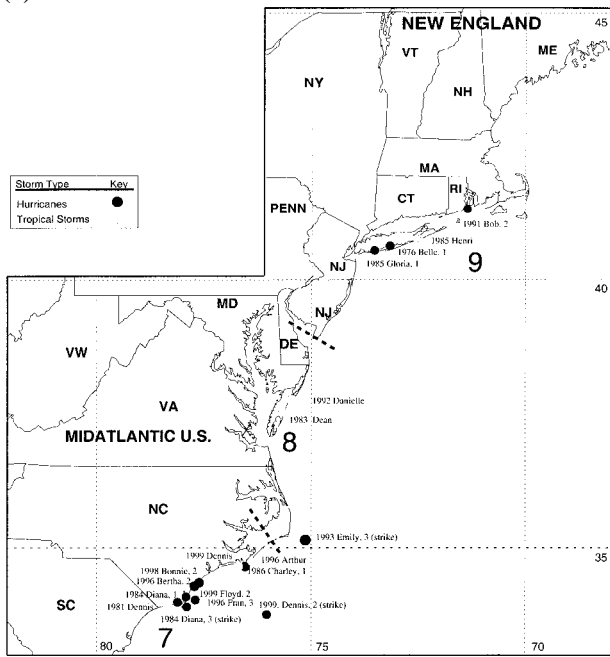 NEW ENGLAND
45
VT
ME
NY
NH
MA
Storm Type Key
Hurricanes
Tropical Storms
CT
RI
PENN
1991 Bob, 2
1985 Henri
1976 Belle, 1
NJ
1985 Gloria, 1
9
40
MD
NJ
DE
VW
1992 Danielle
VA
1983 Dean
MIDATLANTIC U.S.
8
NC
1993 Emily, 3 (strike)
35
1999 Dennis
1996 Arthur
1998 Bonnie, 2
1986 Charley, 1
1996 Bertha, 2
1984 Diana, 1
1999 Floyd, 2
SC
1981 Dennis
1996 Fran, 3
1999, Dennis, 2 (strike)
1984 Diana, 3 (strike)
7
80
75
70